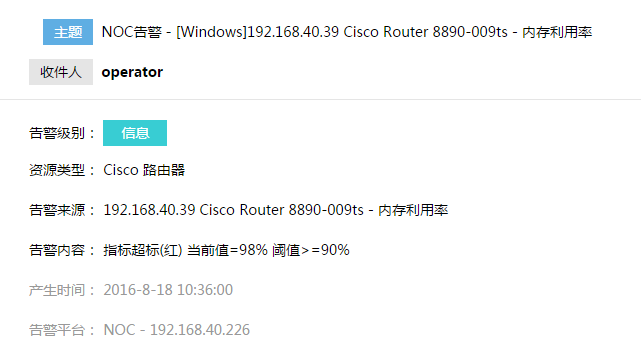 主题 NOC告警 - [Windows]192.168.40.39 Cisco Router 8890-009ts - 内存利用率
收件人 operator
告警级别： 信息
资源类型： Cisco 路由器
告警来源： 192.168.40.39 Cisco Router 8890-009ts - 内存利用率
告警内容： 指标超标(红) 当前值=98% 阈值>=90%
产生时间： 2016-8-18 10:36:00
告警平台： NOC - 192.168.40.226